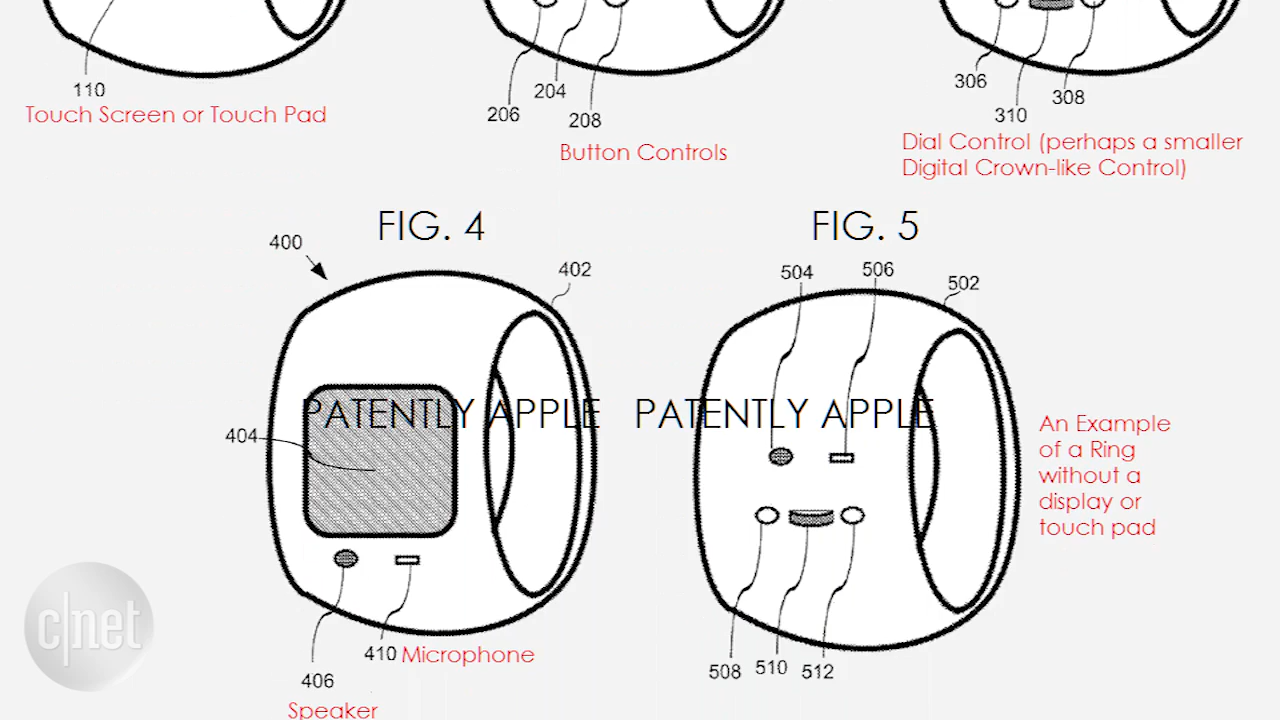 110
Touch Screen or Touch Pad
206
204
208
Button Controls
306
310
308
Dial Control (perhaps a smaller
Digital Crown-like Control)
FIG. 4
400
402
404
PATENTLY APPLE
406
Speaker
410 Microphone
FIG. 5
504
506
502
PATENTLY APPLE
508
510
512
An Example
of a Ring
without a
display or
touch pad
c|net